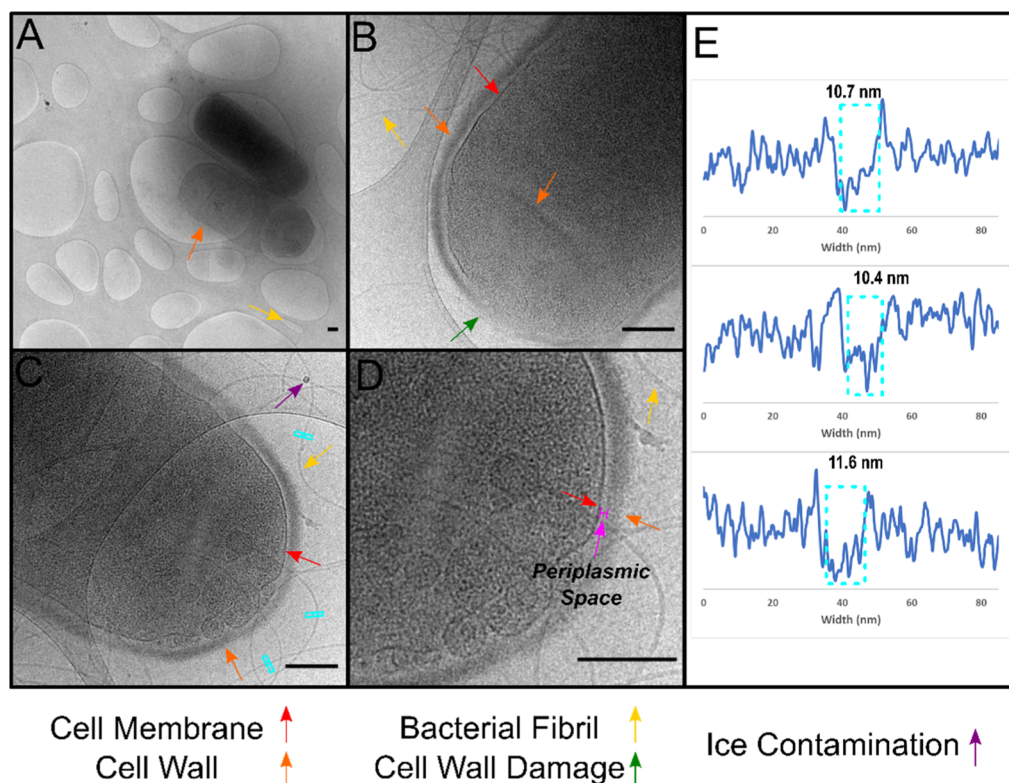 A
B
C
D
Periplasmic
Space
E
10.7 nm
0 20 40 60 80
Width (nm)
10.4 nm
0 20 40 60 80
Width (nm)
11.6 nm
0 20 40 60 80
Width (nm)
Cell Membrane
Bacterial Fibril
Ice Contamination
Cell Wall
Cell Wall Damage